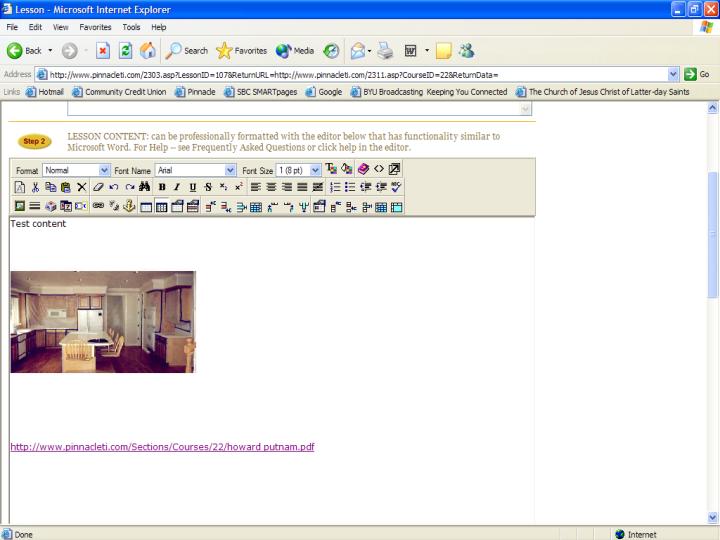 Lesson - Microsoft Internet Explorer
File Edit View Favorites Tools Help
Back Search Favorites Media
Address http://www.pinnacleti.com/2303.asp?LessonID=107&ReturnURL=http://www.pinnacleti.com/2311.asp?CourseID=22&ReturnData= Go
Links Hotmail Community Credit Union Pinnacle SBC SMARTpages Google BYU Broadcasting Keeping You Connected The Church of Jesus Christ of Latter-day Saints
Step 2
LESSON CONTENT: can be professionally formatted with the editor below that has functionality similar to
Microsoft Word. For Help – see Frequently Asked Questions or click help in the editor.
Format Normal Font Name Arial Font Size 1 (8 pt)
B I U S x₂ x²
Test content
http://www.pinnacleti.com/Sections/Courses/22/howard putnam.pdf
Done Internet